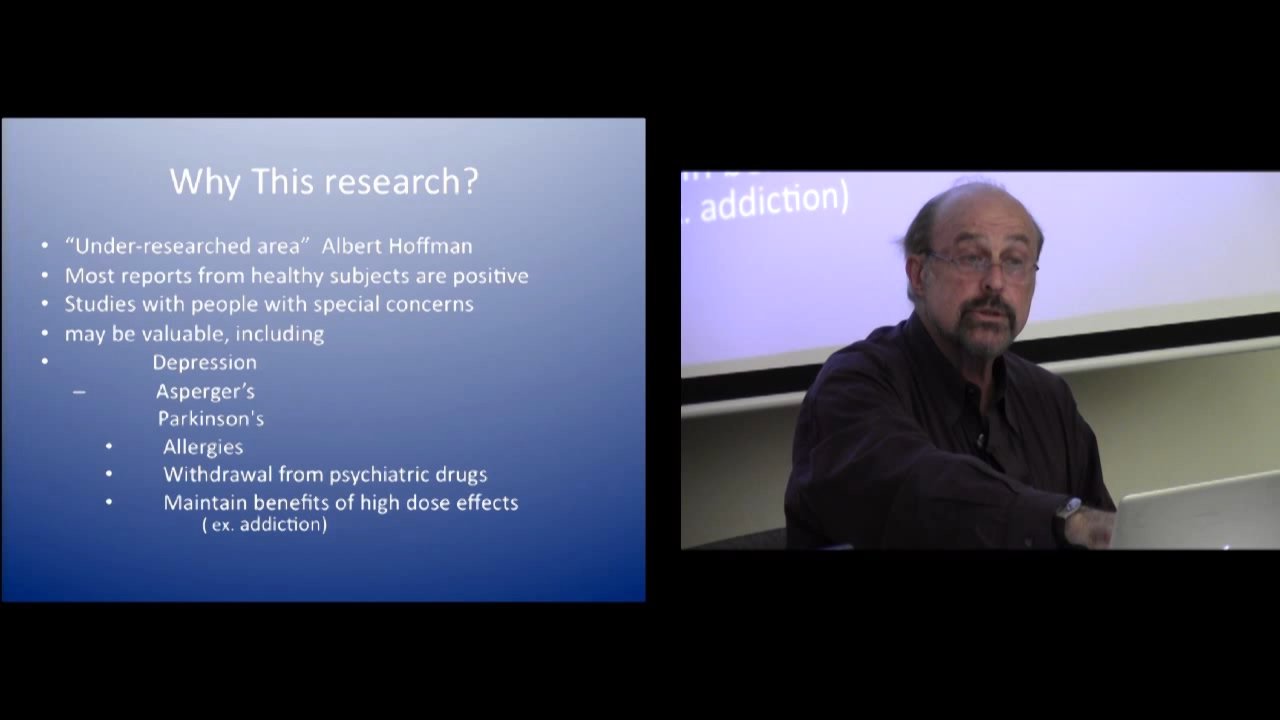 Why This research?
• “Under-researched area” Albert Hoffman
• Most reports from healthy subjects are positive
• Studies with people with special concerns
• may be valuable, including
• Depression
– Asperger’s
Parkinson's
• Allergies
• Withdrawal from psychiatric drugs
• Maintain benefits of high dose effects
( ex. addiction)
. addiction)